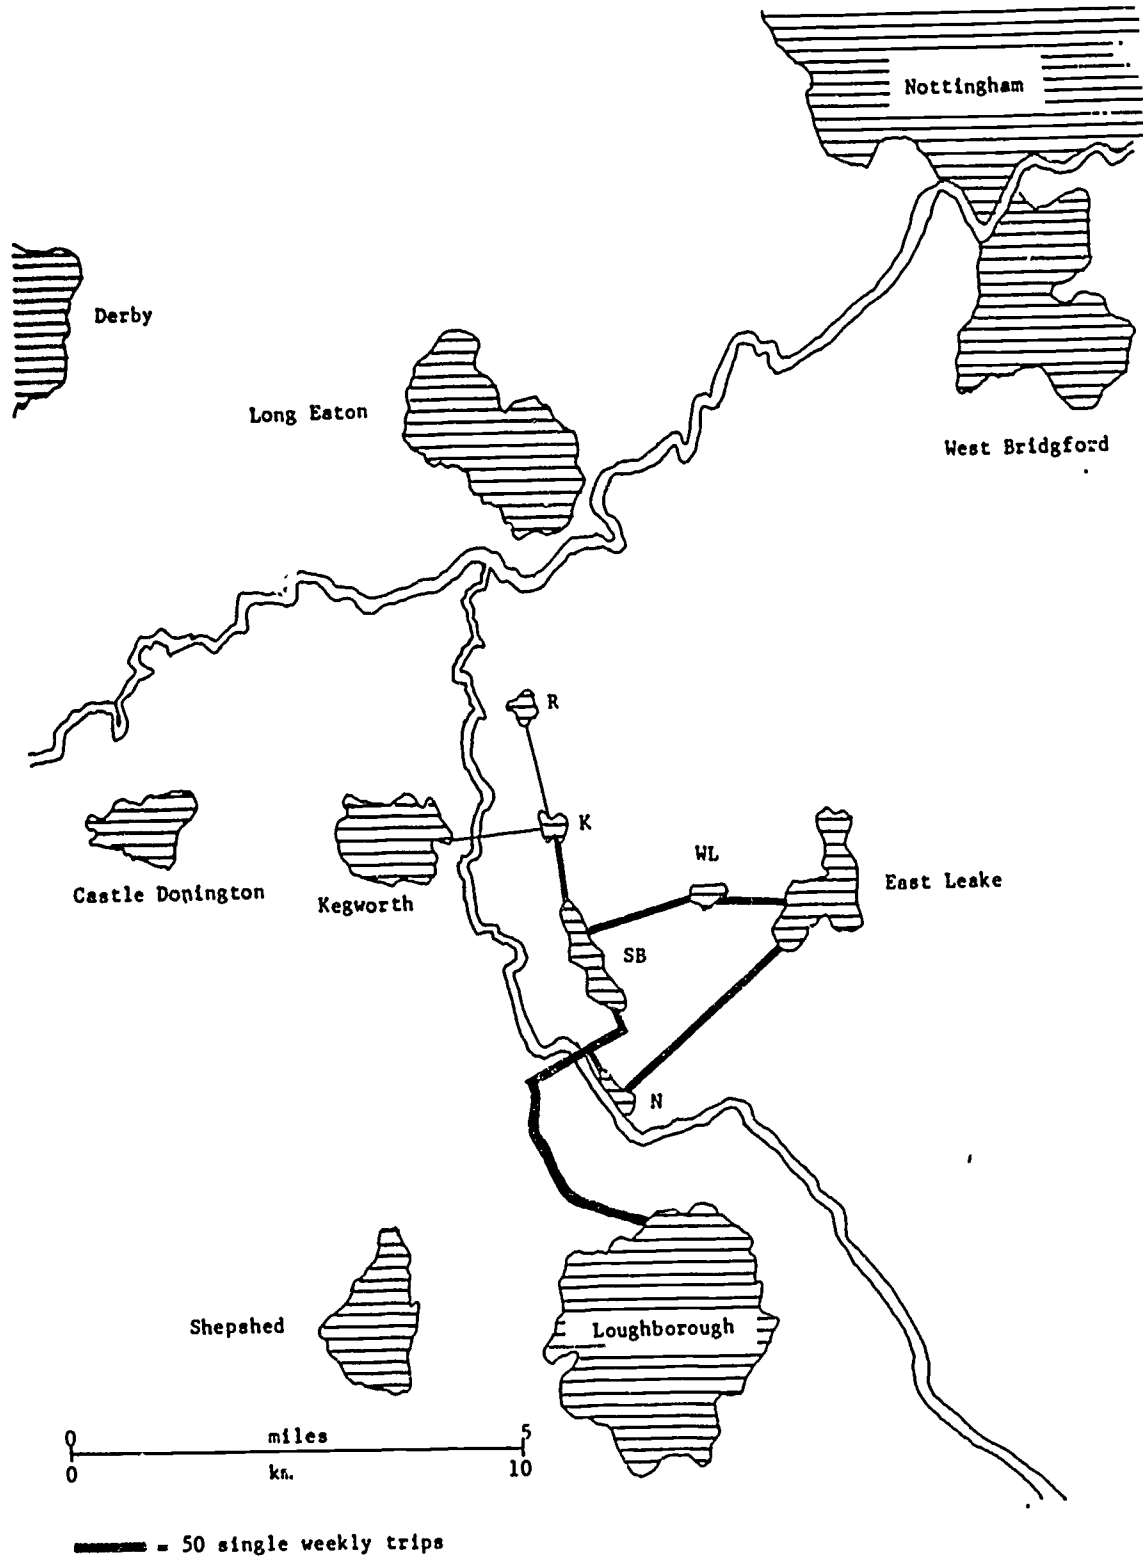 Nottingham
Derby
Long Eaton
West Bridgford
R
K
WL
East Leake
Castle Donington
Kegworth
SB
N
Shepshed
Loughborough
0 miles 5
0 km. 10
= 50 single weekly trips